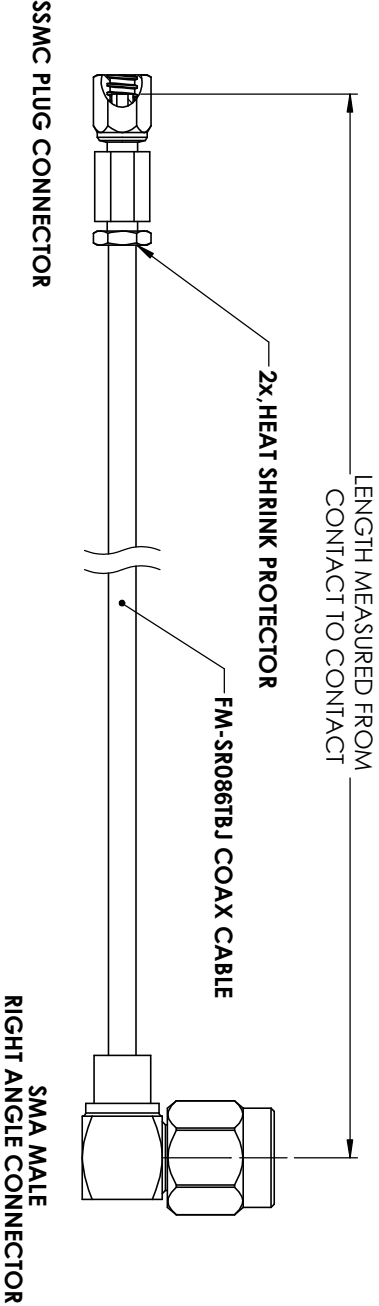 LENGTH MEASURED FROM
CONTACT TO CONTACT
2x,HEAT SHRINK PROTECTOR
FM-SR086TBJ COAX CABLE
SSMC PLUG CONNECTOR
SMA MALE
RIGHT ANGLE CONNECTOR